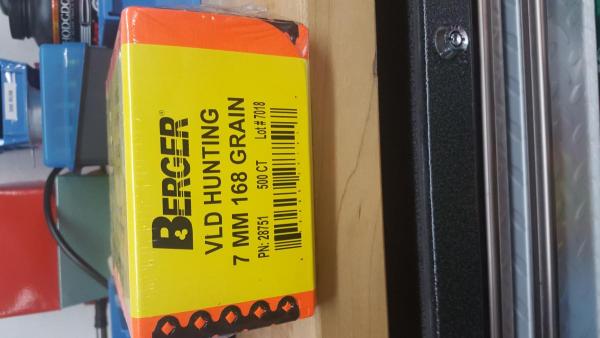 BERGER®
VLD HUNTING
7 MM 168 GRAIN
PN: 28751 500 CT Lot # 7018